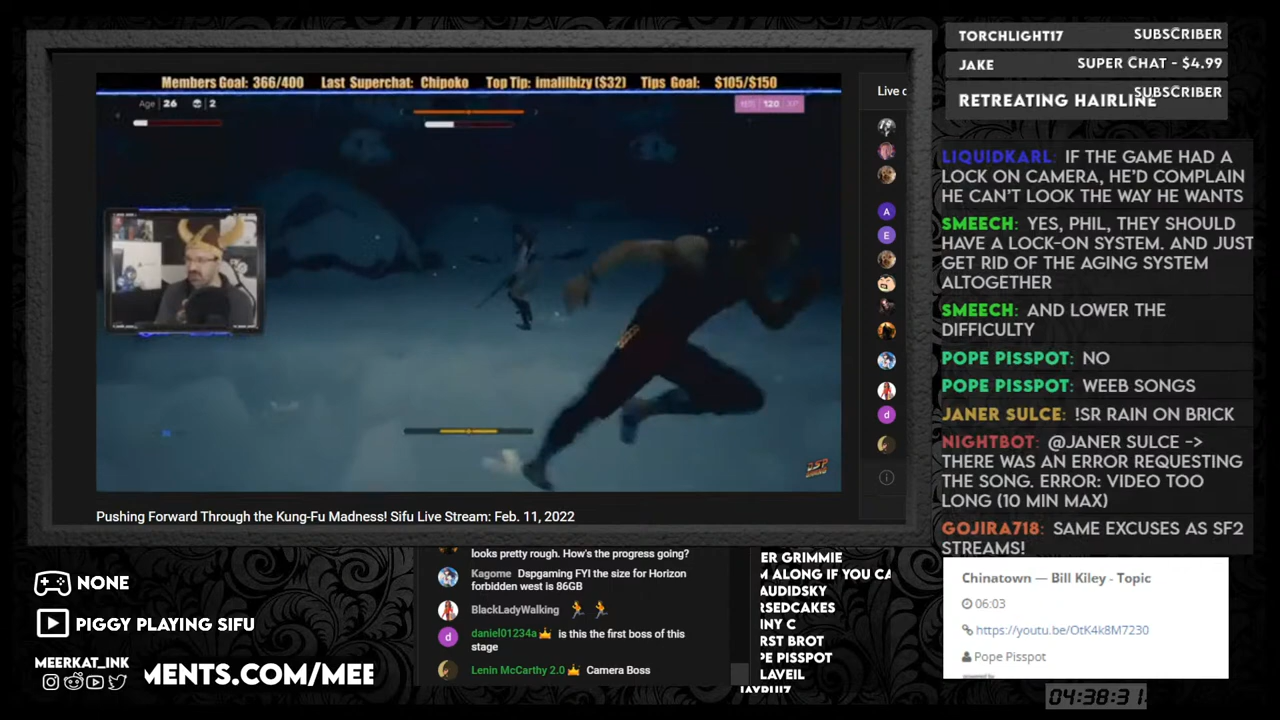 Members Goal: 366/400 Last Superchat: Chipoko Top Tip: imalilbizy ($32) Tips Goal: $105/$150
Age 26 2
120 XP
Live c
A
E
d
DSP
Pushing Forward Through the Kung-Fu Madness! Sifu Live Stream: Feb. 11, 2022
TORCHLIGHT17 SUBSCRIBER
JAKE SUPER CHAT - $4.99
RETREATING HAIRLINE SUBSCRIBER
LIQUIDKARL: IF THE GAME HAD A
LOCK ON CAMERA, HE'D COMPLAIN
HE CAN'T LOOK THE WAY HE WANTS
SMEECH: YES, PHIL, THEY SHOULD
HAVE A LOCK-ON SYSTEM. AND JUST
GET RID OF THE AGING SYSTEM
ALTOGETHER
SMEECH: AND LOWER THE
DIFFICULTY
POPE PISSPOT: NO
POPE PISSPOT: WEEB SONGS
JANER SULCE: !SR RAIN ON BRICK
NIGHTBOT: @JANER SULCE ->
THERE WAS AN ERROR REQUESTING
THE SONG. ERROR: VIDEO TOO
LONG (10 MIN MAX)
GOJIRA718: SAME EXCUSES AS SF2
STREAMS!
Chinatown — Bill Kiley - Topic
06:03
https://youtu.be/OtK4k8M7230
Pope Pisspot
04:38:31
NONE
PIGGY PLAYING SIFU
MEERKAT_INK
MENTS.COM/MEE
looks pretty rough. How's the progress going?
Kagome Dspgaming FYI the size for Horizon
forbidden west is 86GB
BlackLadyWalking
d daniel01234a is this the first boss of this
stage
Lenin McCarthy 2.0 Camera Boss
ER GRIMMIE
M ALONG IF YOU CA
AUDIDSKY
RSEDCAKES
INY C
RST BROT
PE PISSPOT
LAVEIL